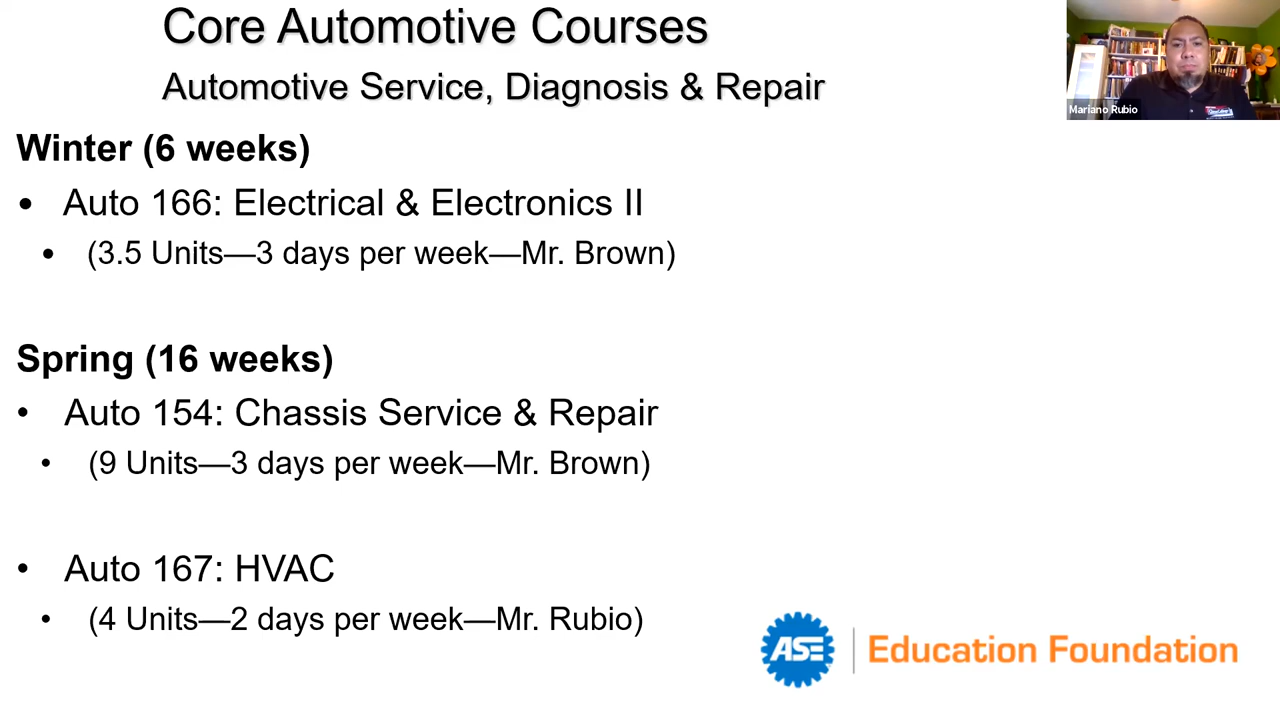 Core Automotive Courses
Automotive Service, Diagnosis & Repair
Mariano Rubio
Winter (6 weeks)
• Auto 166: Electrical & Electronics II
• (3.5 Units—3 days per week—Mr. Brown)
Spring (16 weeks)
• Auto 154: Chassis Service & Repair
• (9 Units—3 days per week—Mr. Brown)
• Auto 167: HVAC
• (4 Units—2 days per week—Mr. Rubio)
ASE | Education Foundation